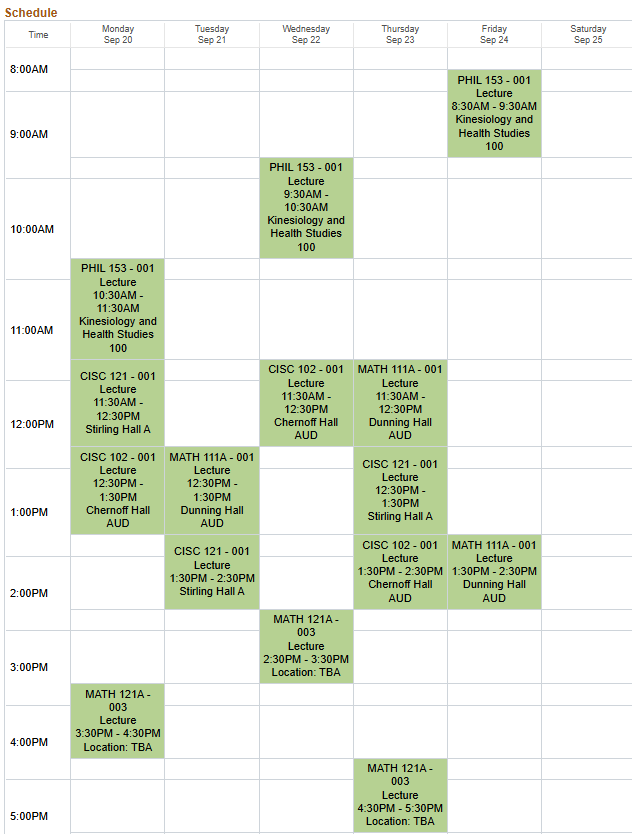 Schedule
Time
Monday
Sep 20
Tuesday
Sep 21
Wednesday
Sep 22
Thursday
Sep 23
Friday
Sep 24
Saturday
Sep 25
8:00AM
PHIL 153 - 001
Lecture
8:30AM - 9:30AM
Kinesiology and
Health Studies
100
9:00AM
PHIL 153 - 001
Lecture
9:30AM -
10:30AM
Kinesiology and
Health Studies
100
10:00AM
PHIL 153 - 001
Lecture
10:30AM -
11:30AM
Kinesiology and
Health Studies
100
11:00AM
CISC 121 - 001
Lecture
11:30AM -
12:30PM
Stirling Hall A
CISC 102 - 001
Lecture
11:30AM -
12:30PM
Chernoff Hall
AUD
MATH 111A - 001
Lecture
11:30AM -
12:30PM
Dunning Hall
AUD
12:00PM
CISC 102 - 001
Lecture
12:30PM -
1:30PM
Chernoff Hall
AUD
MATH 111A - 001
Lecture
12:30PM -
1:30PM
Dunning Hall
AUD
CISC 121 - 001
Lecture
12:30PM -
1:30PM
Stirling Hall A
1:00PM
CISC 121 - 001
Lecture
1:30PM - 2:30PM
Stirling Hall A
CISC 102 - 001
Lecture
1:30PM - 2:30PM
Chernoff Hall
AUD
MATH 111A - 001
Lecture
1:30PM - 2:30PM
Dunning Hall
AUD
2:00PM
MATH 121A -
003
Lecture
2:30PM - 3:30PM
Location: TBA
3:00PM
MATH 121A -
003
Lecture
3:30PM - 4:30PM
Location: TBA
4:00PM
MATH 121A -
003
Lecture
4:30PM - 5:30PM
Location: TBA
5:00PM